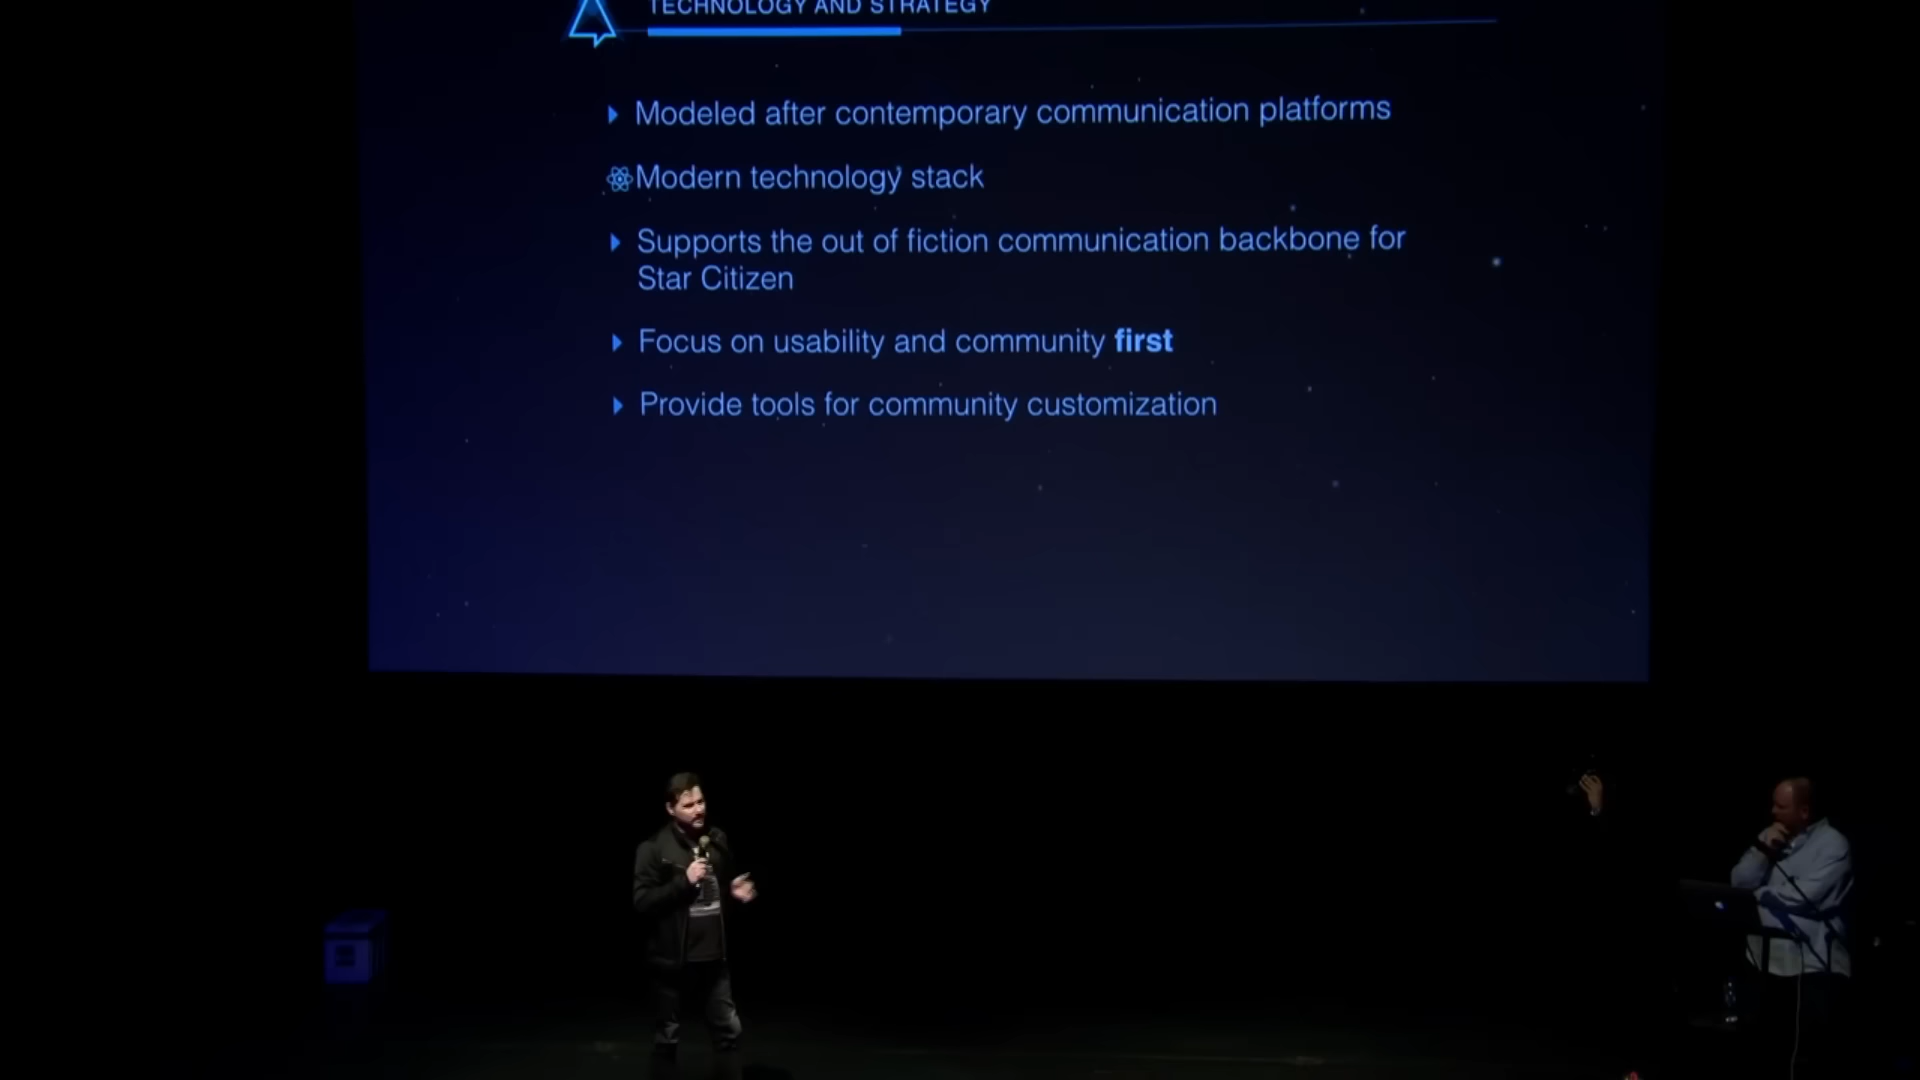 TECHNOLOGY AND STRATEGY
Modeled after contemporary communication platforms
Modern technology stack
Supports the out of fiction communication backbone for
Star Citizen
Focus on usability and community first
Provide tools for community customization